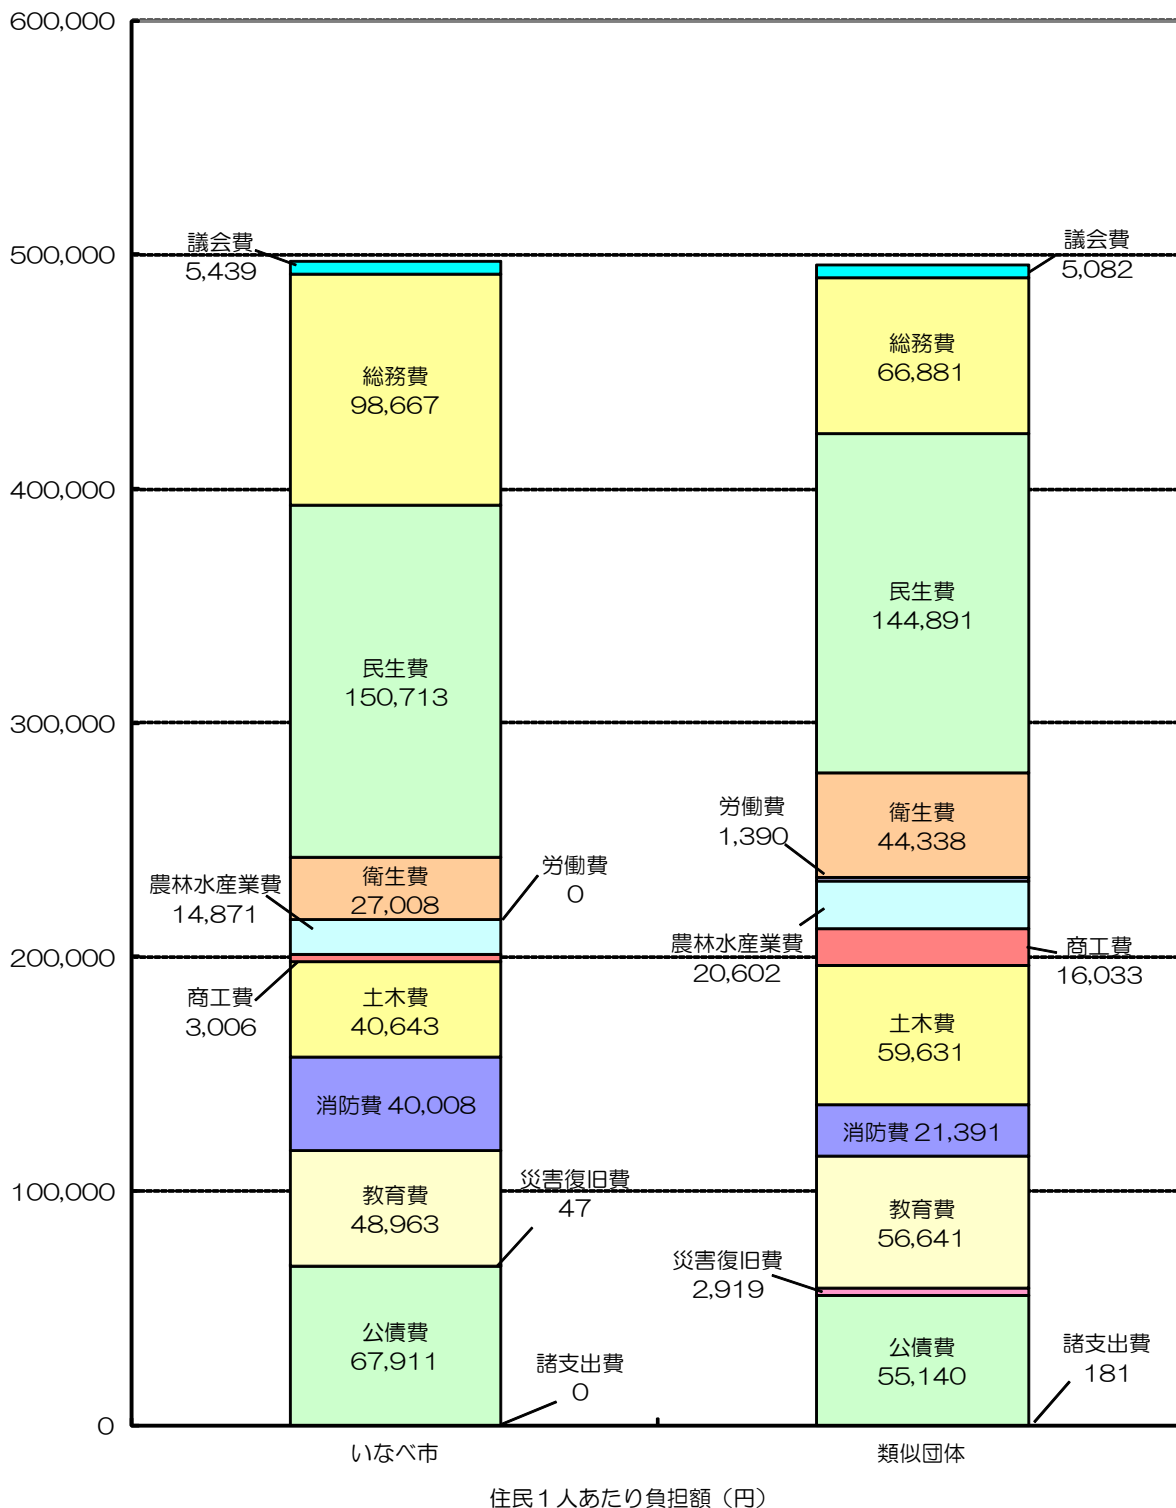 600,000
500,000
400,000
300,000
200,000
100,000
0
議会費
5,439
総務費
98,667
民生費
150,713
衛生費
27,008
労働費
0
農林水産業費
14,871
商工費
3,006
土木費
40,643
消防費 40,008
教育費
48,963
災害復旧費
47
公債費
67,911
諸支出費
0
議会費
5,082
総務費
66,881
民生費
144,891
衛生費
44,338
労働費
1,390
農林水産業費
20,602
商工費
16,033
土木費
59,631
消防費 21,391
教育費
56,641
災害復旧費
2,919
公債費
55,140
諸支出費
181
いなべ市
類似団体
住民1人あたり負担額（円）